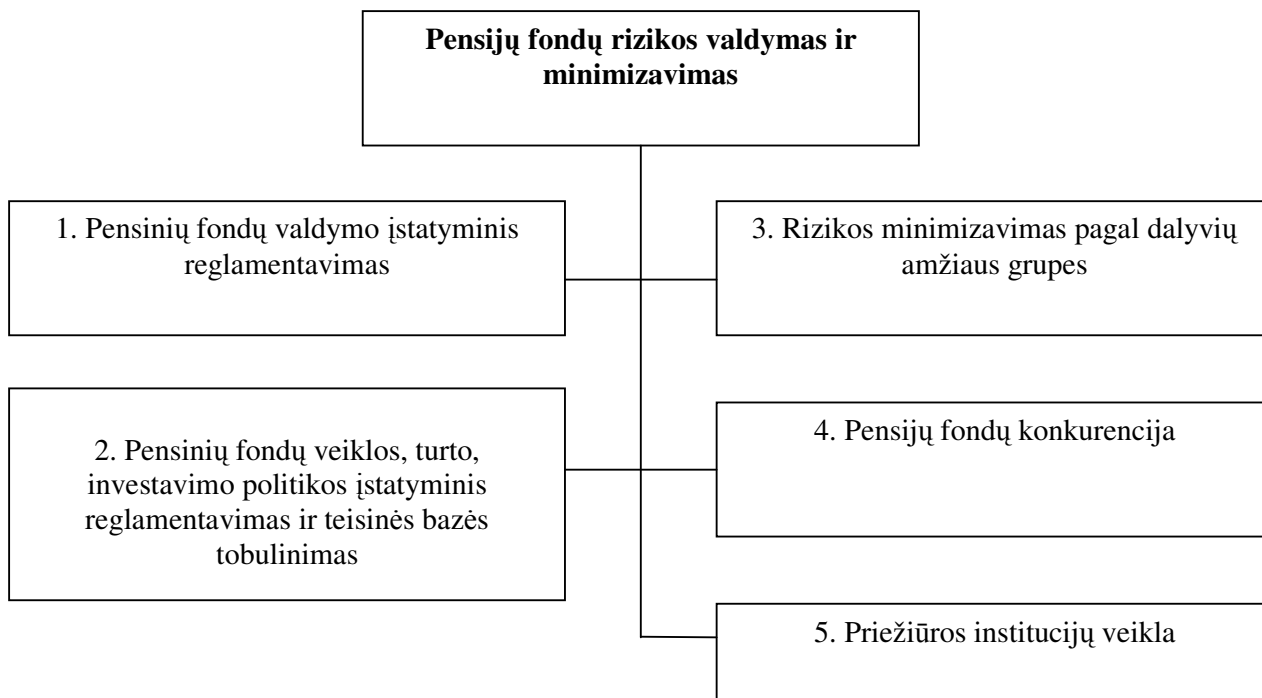 Pensijų fondų rizikos valdymas ir
minimizavimas
1. Pensinių fondų valdymo įstatyminis
reglamentavimas
3. Rizikos minimizavimas pagal dalyvių
amžiaus grupes
2. Pensinių fondų veiklos, turto,
investavimo politikos įstatyminis
reglamentavimas ir teisinės bazės
tobulinimas
4. Pensijų fondų konkurencija
5. Priežiūros institucijų veikla